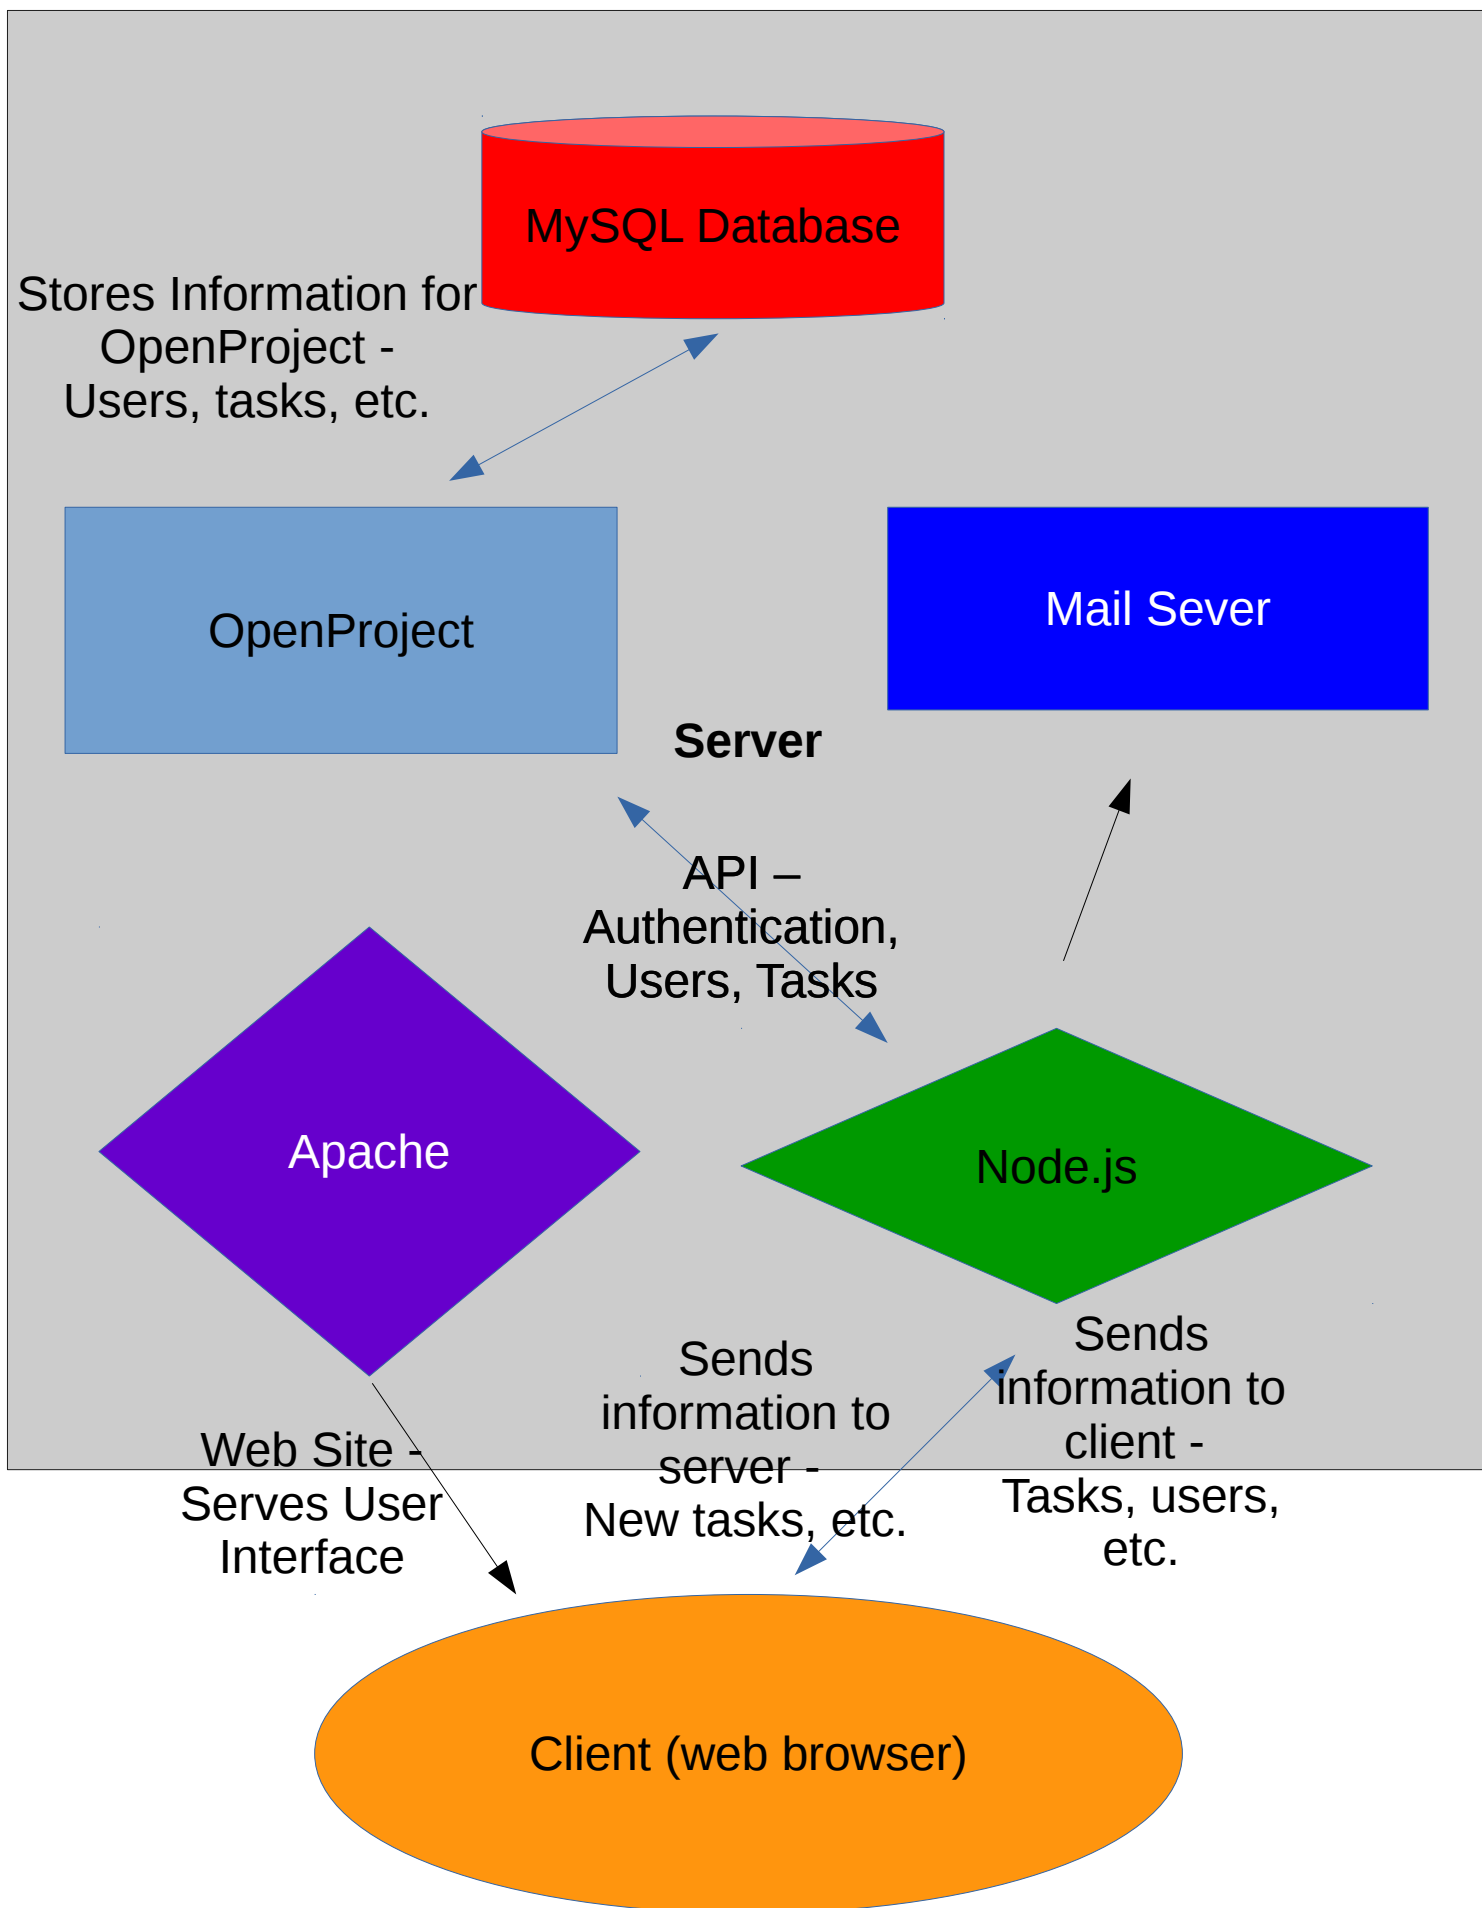 MySQL Database
Stores Information for
OpenProject -
Users, tasks, etc.
OpenProject
Mail Sever
Server
API –
Authentication,
Users, Tasks
Apache
Node.js
Sends
information to
server -
New tasks, etc.
Sends
information to
client -
Tasks, users,
etc.
Web Site -
Serves User
Interface
Client (web browser)